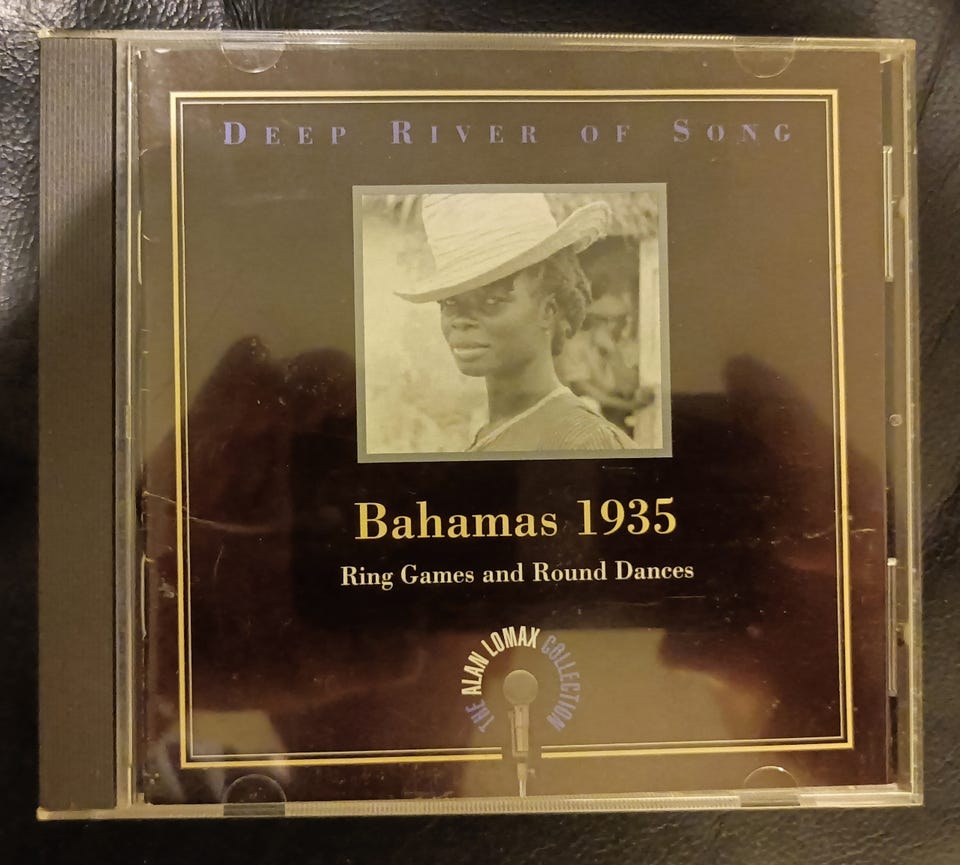 DEEP RIVER OF SONG
Bahamas 1935
Ring Games and Round Dances
THE ALAN LOMAX COLLECTION